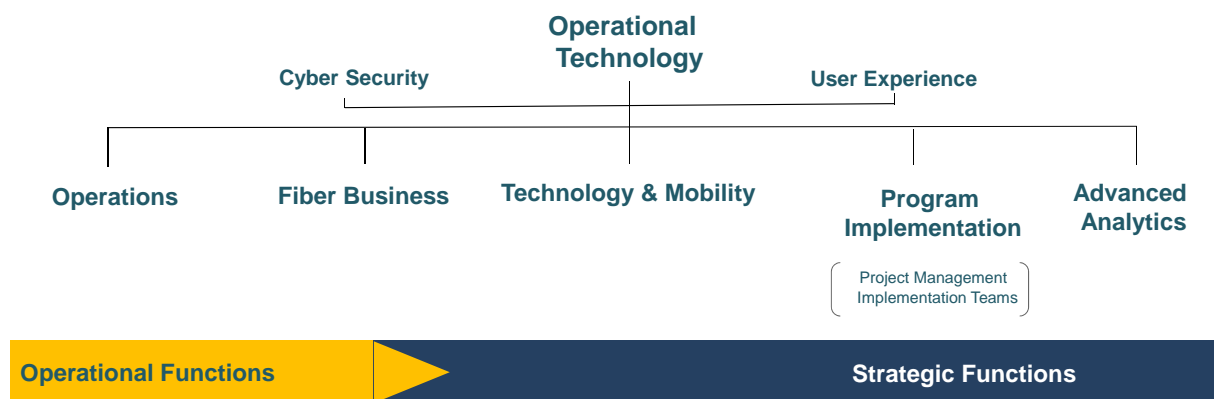 Operational
Technology
Cyber Security
User Experience
Operations
Fiber Business
Technology & Mobility
Program
Implementation
Advanced
Analytics
Project Management
Implementation Teams
Operational Functions
Strategic Functions